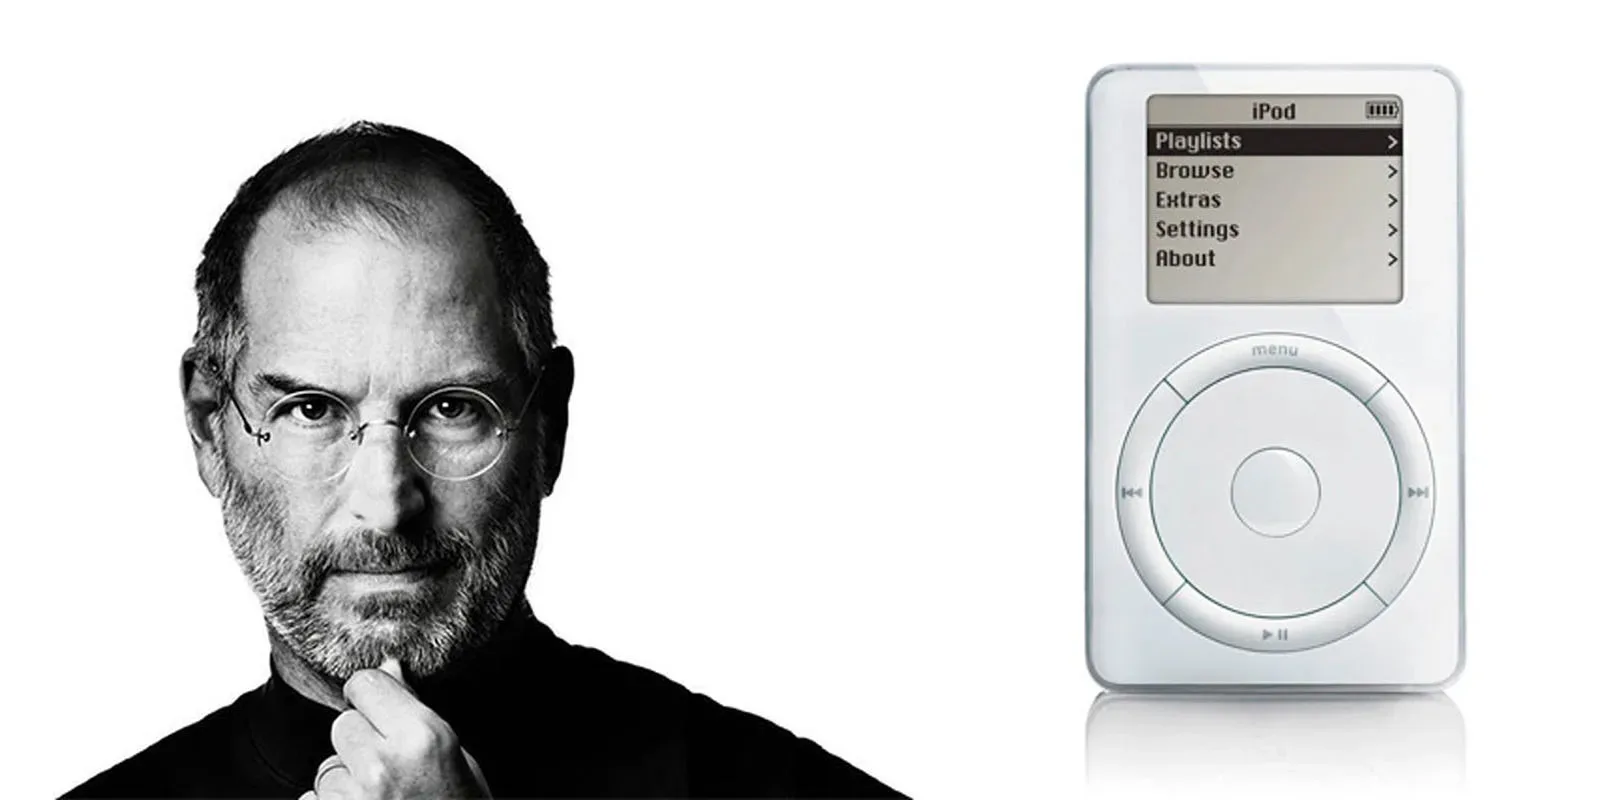 iPod
Playlists >
Browse >
Extras >
Settings >
About >
menu